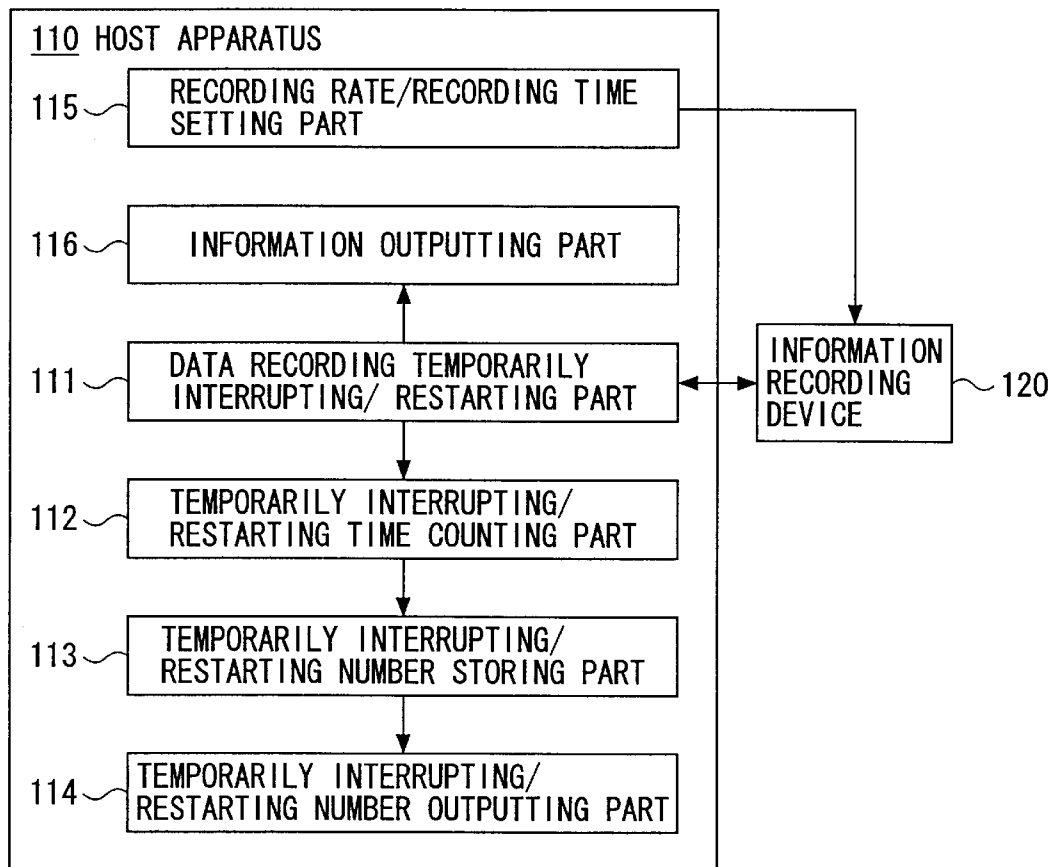 110 HOST APPARATUS
115
RECORDING RATE/RECORDING TIME
SETTING PART
116
INFORMATION OUTPUTTING PART
111
DATA RECORDING TEMPORARILY
INTERRUPTING/ RESTARTING PART
INFORMATION
RECORDING
DEVICE
120
112
TEMPORARILY INTERRUPTING/
RESTARTING TIME COUNTING PART
113
TEMPORARILY INTERRUPTING/
RESTARTING NUMBER STORING PART
114
TEMPORARILY INTERRUPTING/
RESTARTING NUMBER OUTPUTTING PART